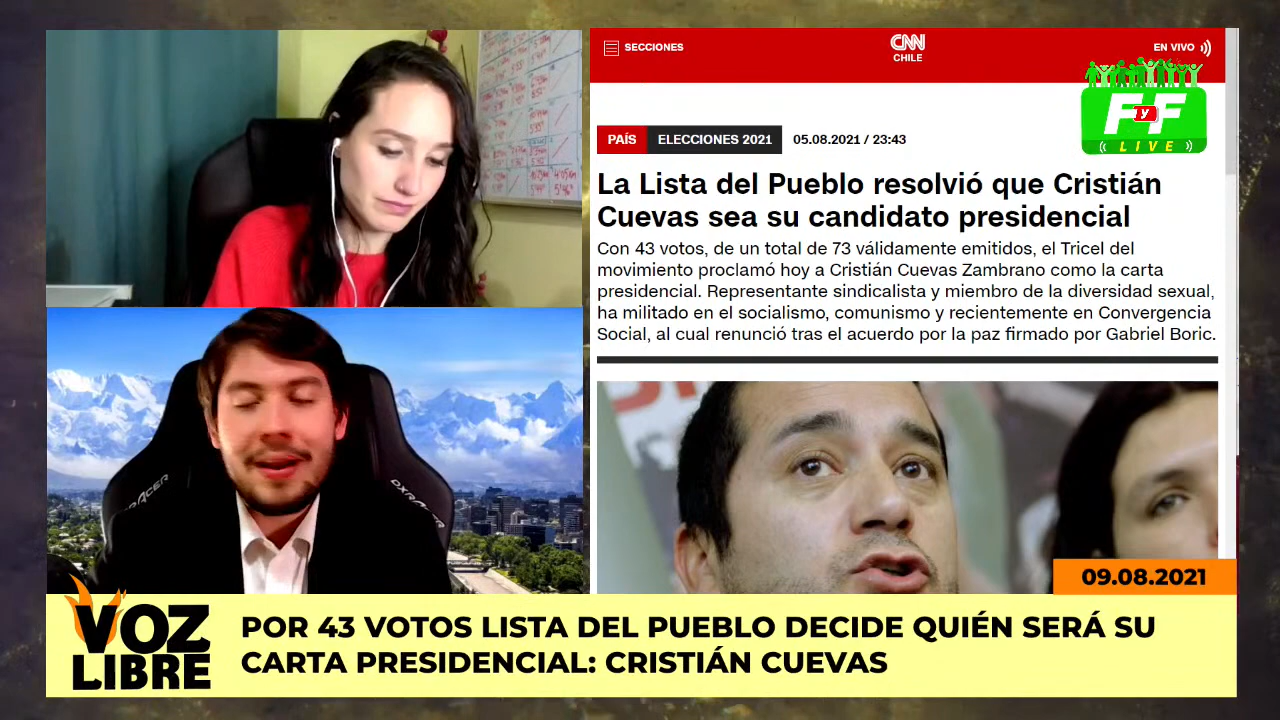 SECCIONES
CNN
CHILE
EN VIVO
FyF
LIVE
PAÍS ELECCIONES 2021 05.08.2021 / 23:43
La Lista del Pueblo resolvió que Cristián
Cuevas sea su candidato presidencial
Con 43 votos, de un total de 73 válidamente emitidos, el Tricel del
movimiento proclamó hoy a Cristián Cuevas Zambrano como la carta
presidencial. Representante sindicalista y miembro de la diversidad sexual,
ha militado en el socialismo, comunismo y recientemente en Convergencia
Social, al cual renunció tras el acuerdo por la paz firmado por Gabriel Boric.
DXRACER
09.08.2021
VOZ
LIBRE
POR 43 VOTOS LISTA DEL PUEBLO DECIDE QUIÉN SERÁ SU
CARTA PRESIDENCIAL: CRISTIÁN CUEVAS